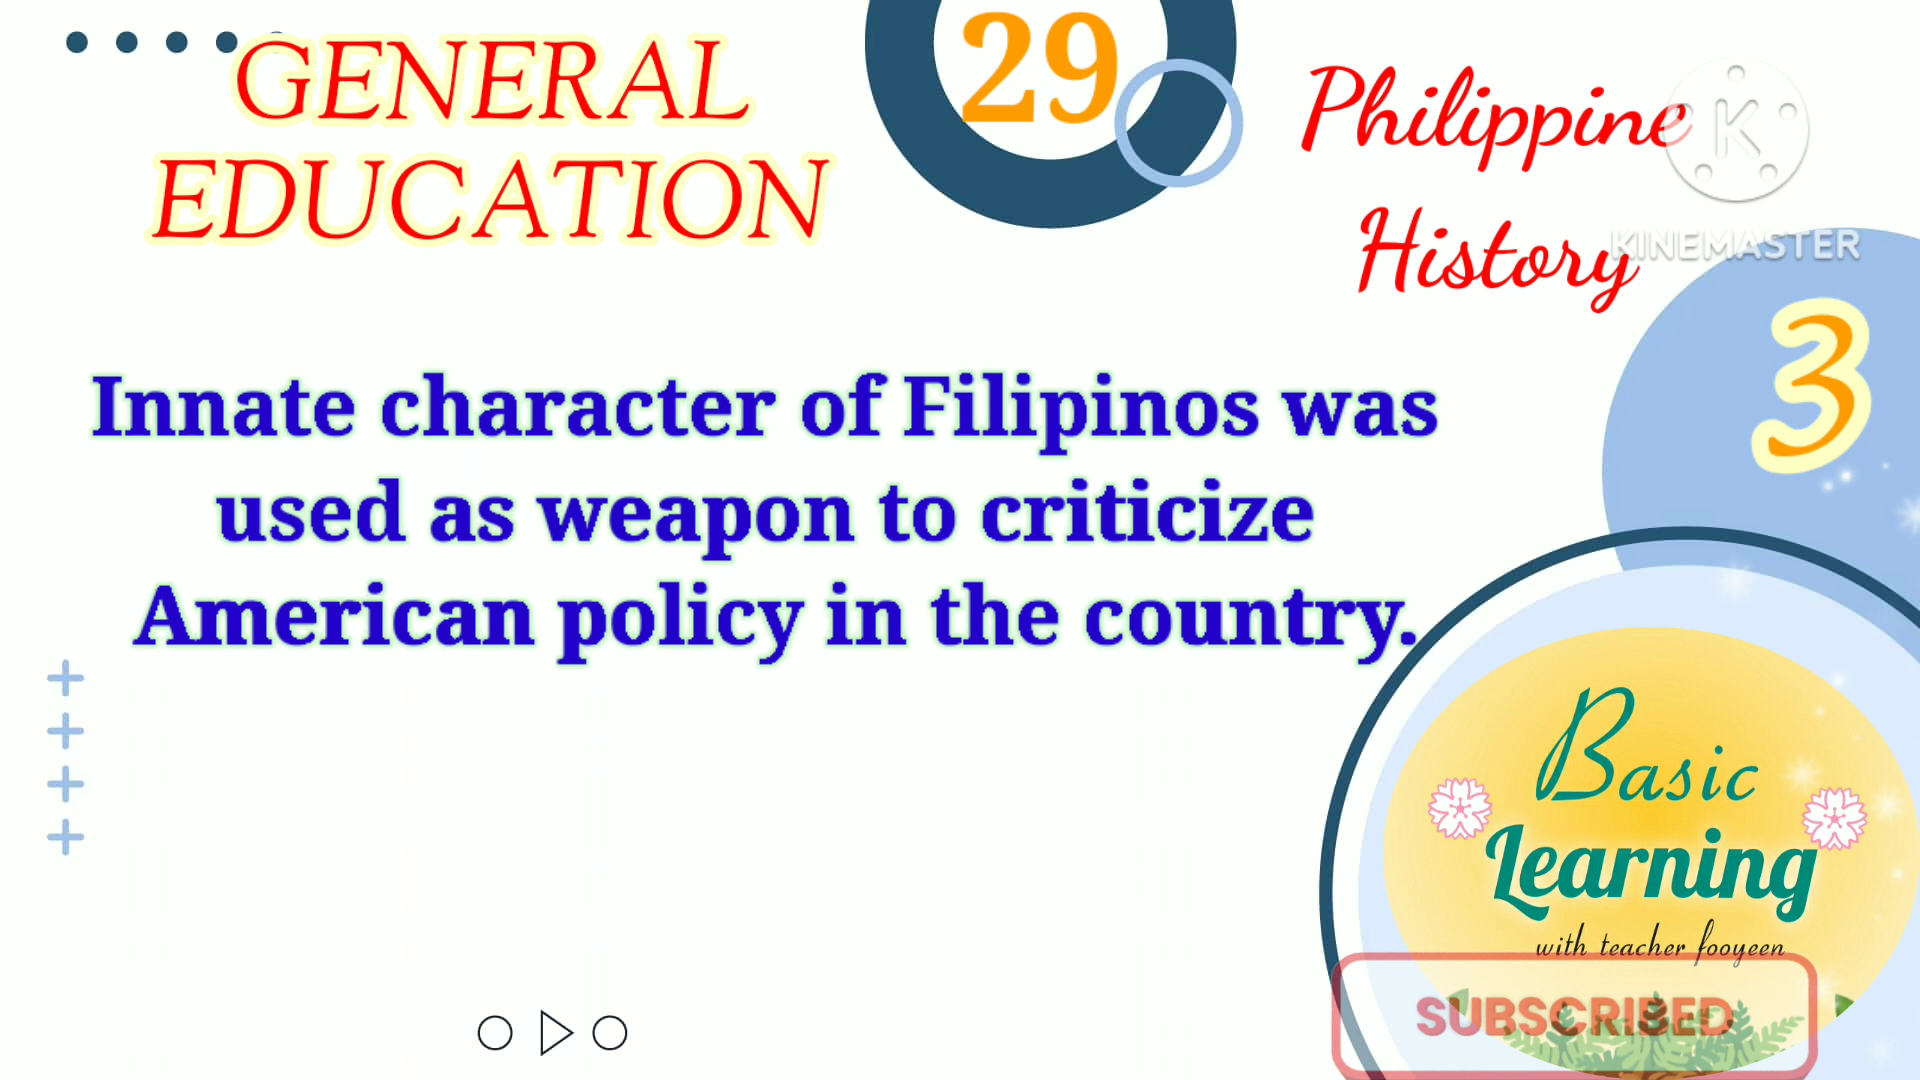 GENERAL
EDUCATION
29
Philippine
History
K
KINEMASTER
3
Innate character of Filipinos was
used as weapon to criticize
American policy in the country.
Basic
Learning
with teacher fooyeen
SUBSCRIBED